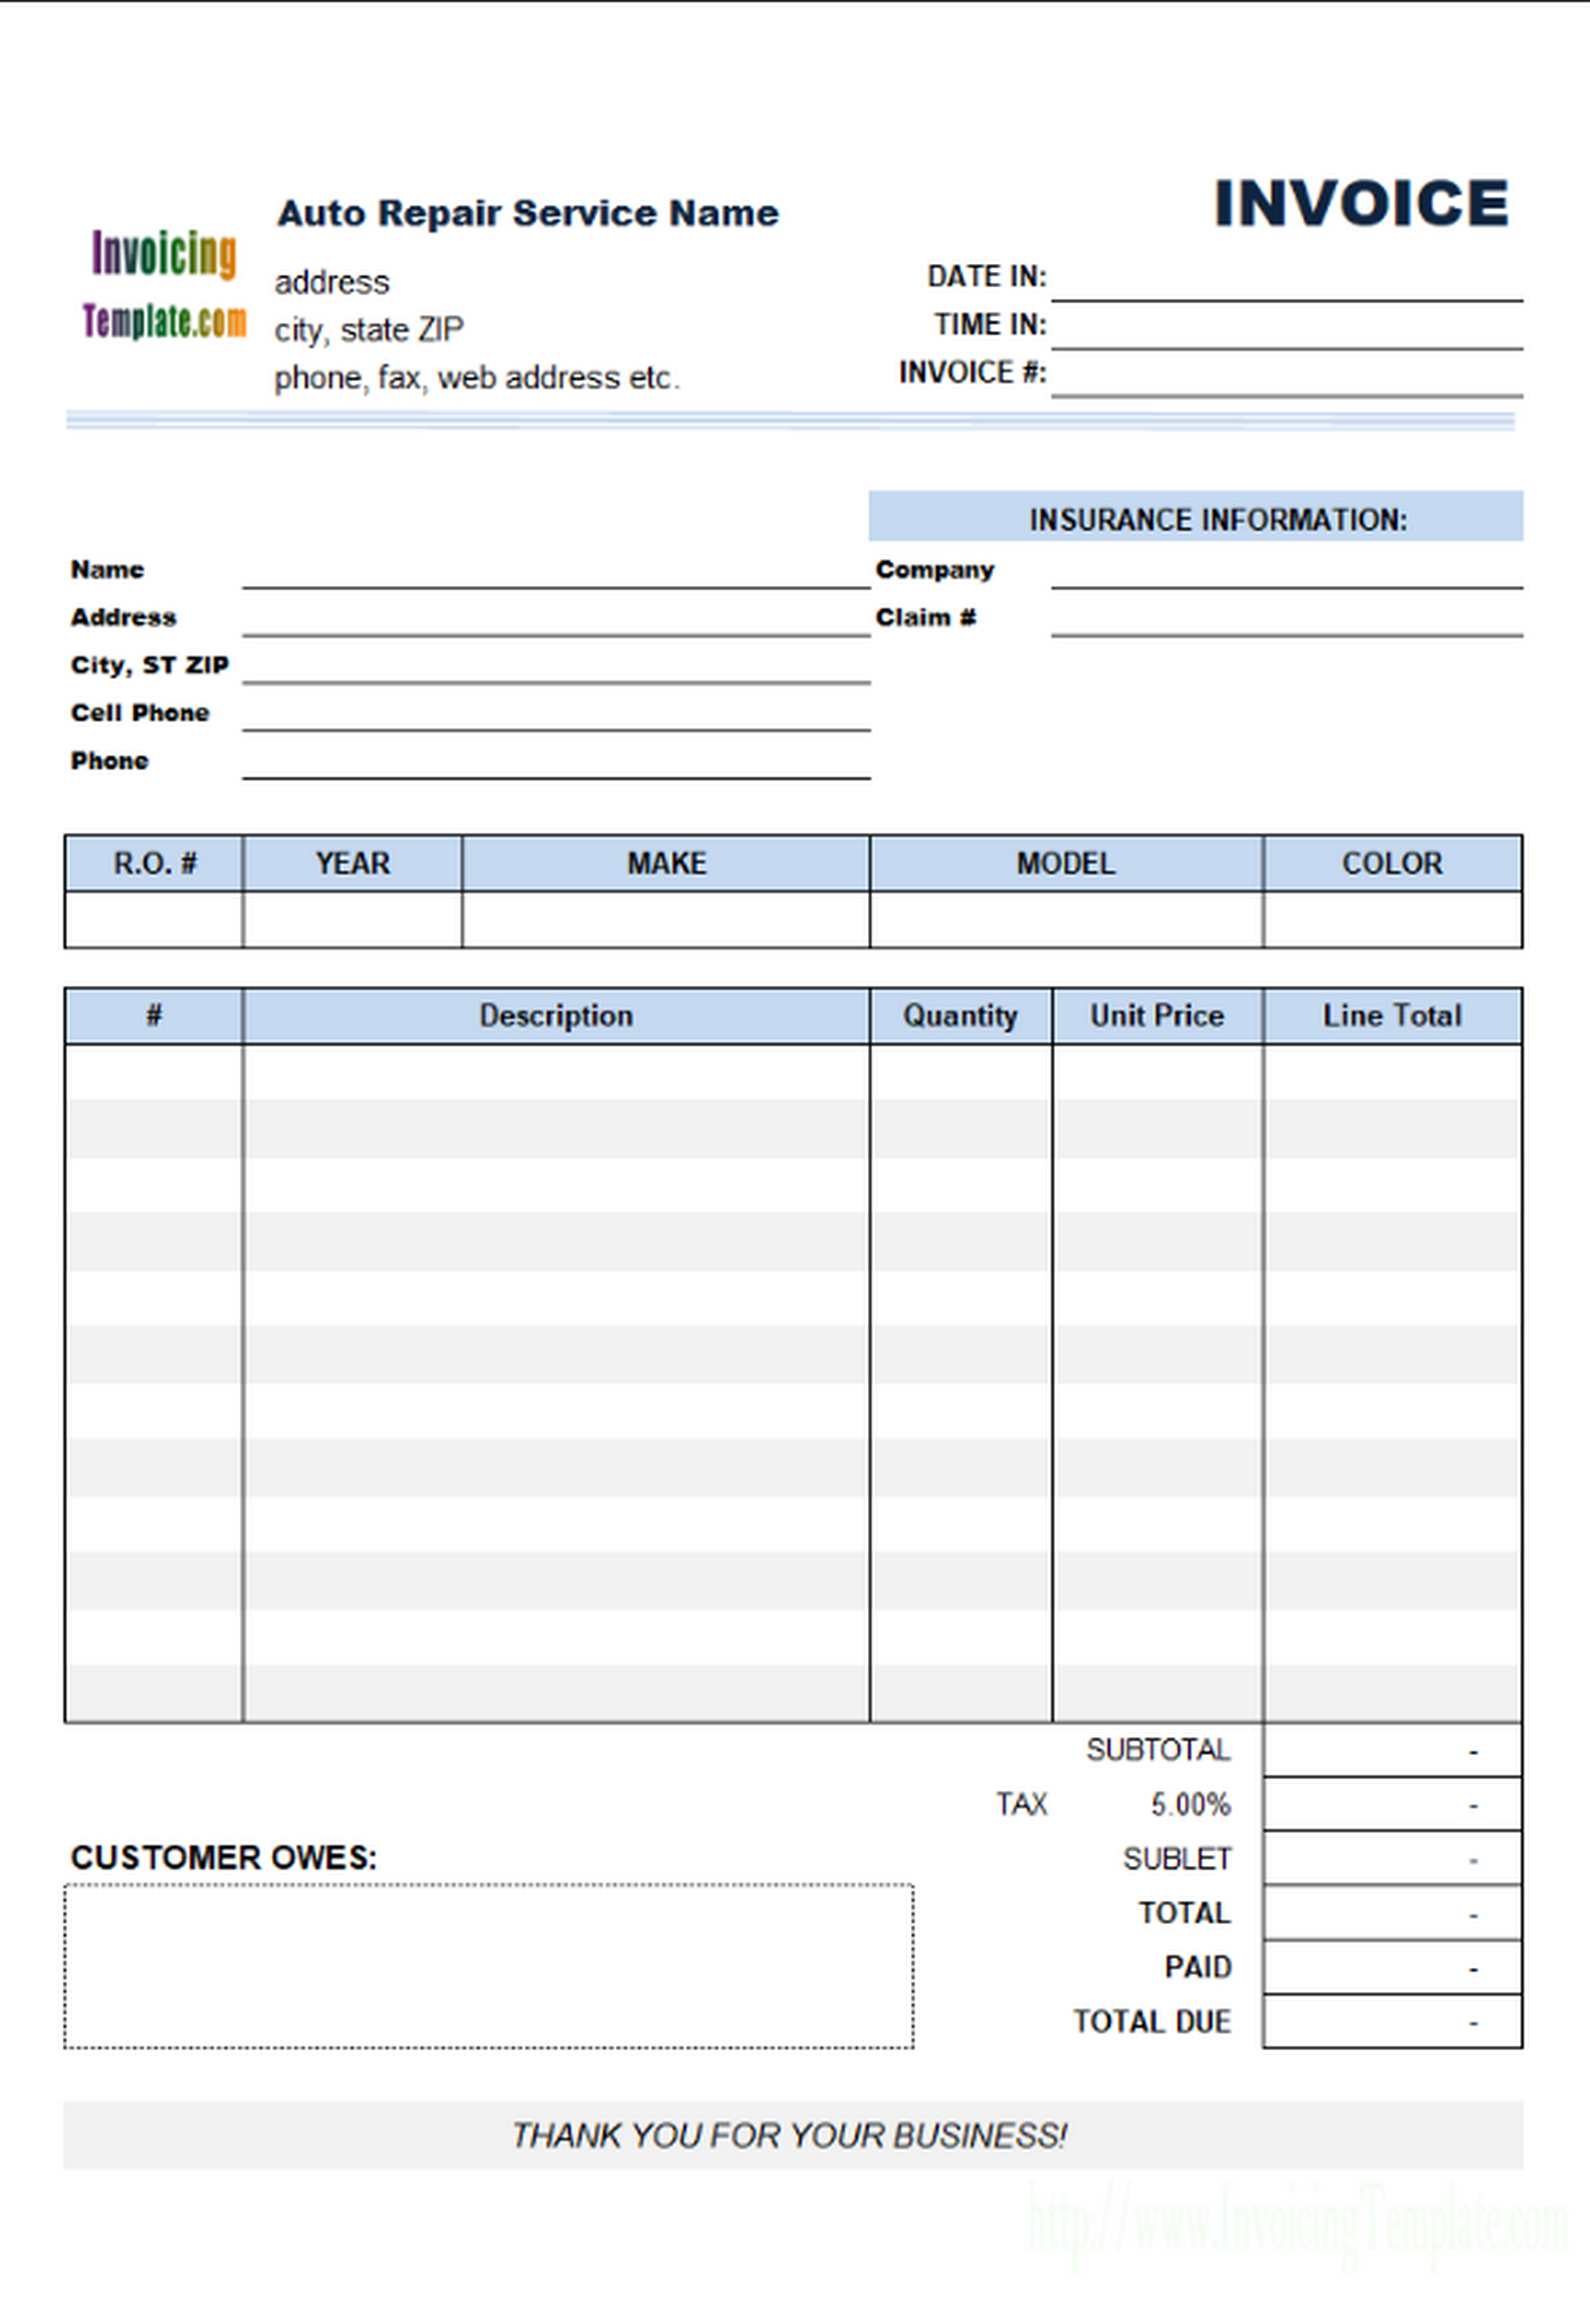 INVOICE
Auto Repair Service Name
Invoicing
Template.com
address
city, state ZIP
phone, fax, web address etc.
DATE IN:
TIME IN:
INVOICE #:
INSURANCE INFORMATION:
Name
Company
Address
Claim #
City, ST ZIP
Cell Phone
Phone
R.O. # YEAR MAKE MODEL COLOR
# Description Quantity Unit Price Line Total
SUBTOTAL -
TAX 5.00% -
SUBLET -
CUSTOMER OWES:
TOTAL -
PAID -
TOTAL DUE -
THANK YOU FOR YOUR BUSINESS!
http://www.InvoicingTemplate.com